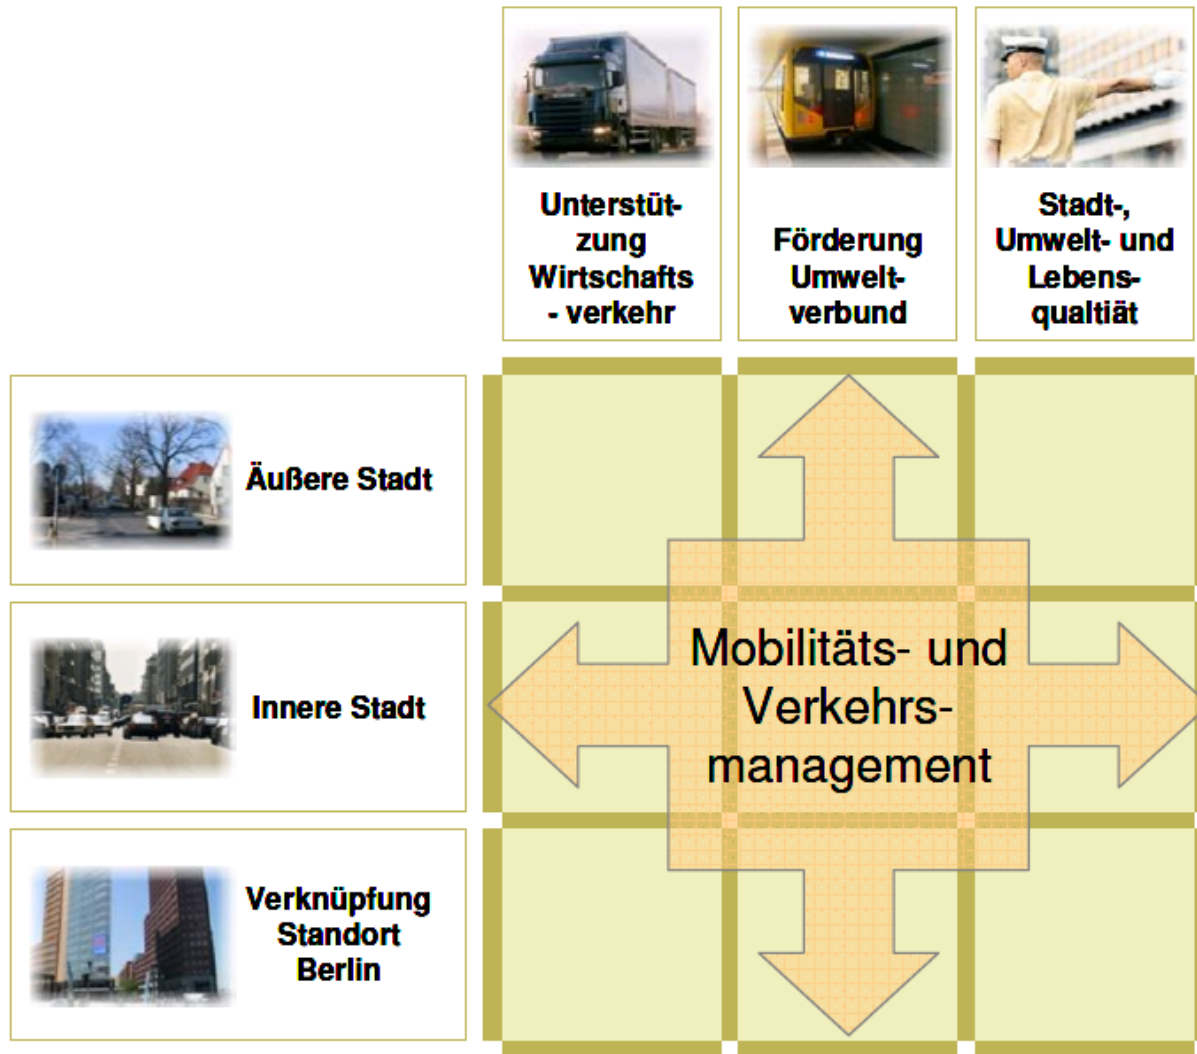 Unterstüt-
zung
Wirtschafts
- verkehr
Förderung
Umwelt-
verbund
Stadt-,
Umwelt- und
Lebens-
qualtiät
Äußere Stadt
Innere Stadt
Verknüpfung
Standort
Berlin
Mobilitäts- und
Verkehrs-
management